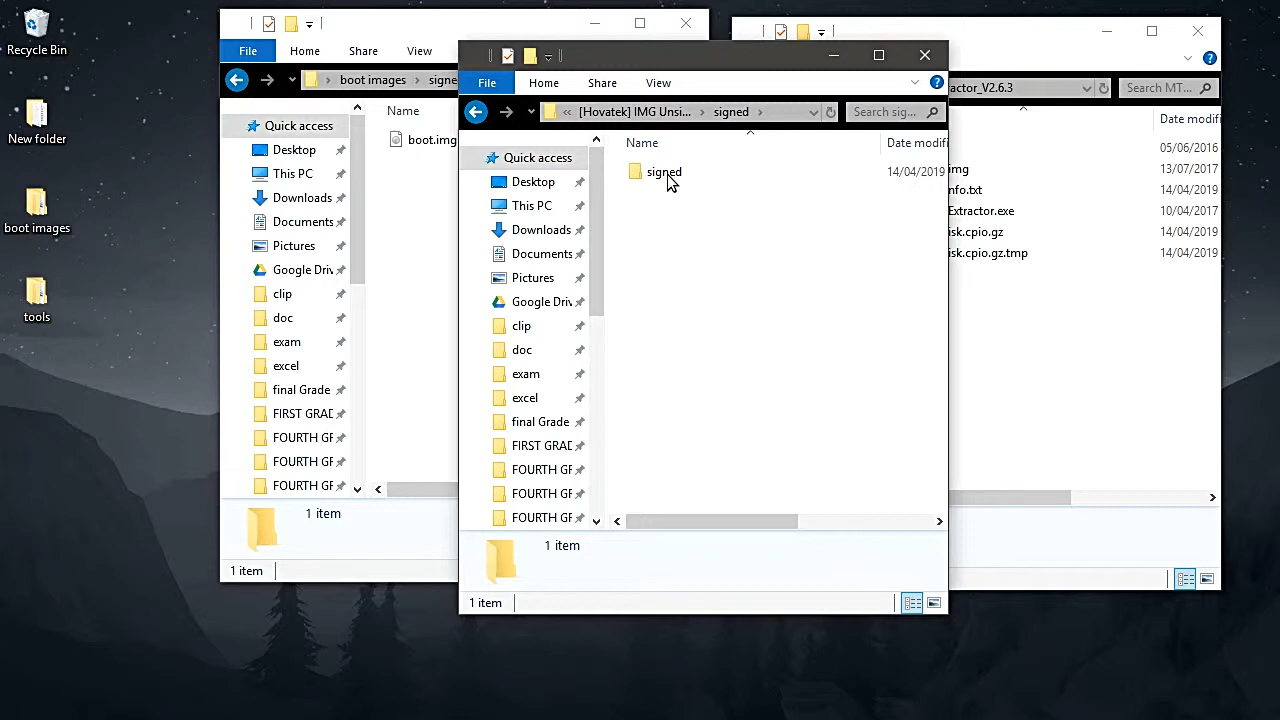 Recycle Bin
New folder
boot images
tools
File
Home
Share
View
boot images
signe
Name
boot.img
Quick access
Desktop
This PC
Downloads
Documents
Pictures
Google Driv
clip
doc
exam
excel
final Grade
FIRST GRAD
FOURTH GF
FOURTH GF
FOURTH GF
1 item
1 item
File
Home
Share
View
« [Hovatek] IMG Unsi...
signed
Search sig...
Name
Date modifi
signed
14/04/2019
Quick access
Desktop
This PC
Downloads
Documents
Pictures
Google Driv
clip
doc
exam
excel
final Grade
FIRST GRAD
FOURTH GF
FOURTH GF
FOURTH GF
1 item
1 item
actor_V2.6.3
Search MT...
Date modifi
05/06/2016
img
13/07/2017
nfo.txt
14/04/2019
Extractor.exe
10/04/2017
isk.cpio.gz
14/04/2019
isk.cpio.gz.tmp
14/04/2019